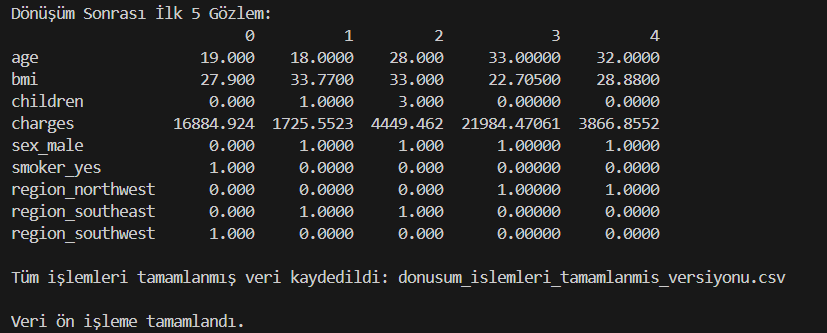 Dönüşüm Sonrası İlk 5 Gözlem:
0 1 2 3 4
age 19.000 18.0000 28.000 33.00000 32.0000
bmi 27.900 33.7700 33.000 22.70500 28.8800
children 0.000 1.0000 3.000 0.00000 0.0000
charges 16884.924 1725.5523 4449.462 21984.47061 3866.8552
sex_male 0.000 1.0000 1.000 1.00000 1.0000
smoker_yes 1.000 0.0000 0.000 0.00000 0.0000
region_northwest 0.000 0.0000 0.000 1.00000 1.0000
region_southeast 0.000 1.0000 1.000 0.00000 0.0000
region_southwest 1.000 0.0000 0.000 0.00000 0.0000
Tüm işlemleri tamamlanmış veri kaydedildi: donusum_islemleri_tamamlanmis_versiyonu.csv
Veri ön işleme tamamlandı.